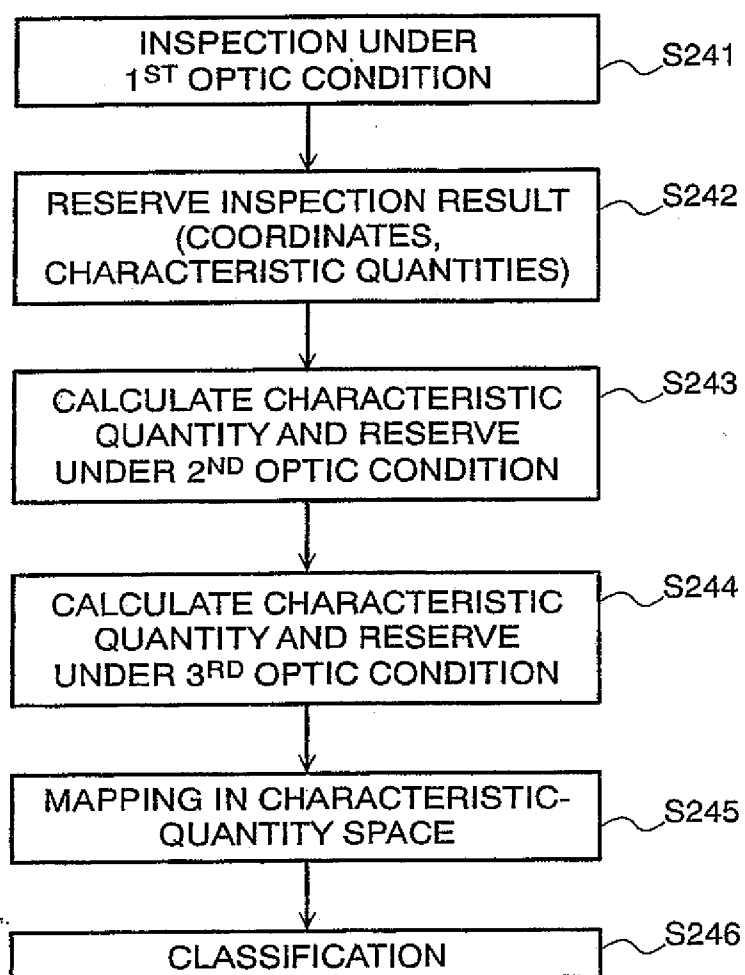 INSPECTION UNDER
1ST OPTIC CONDITION
S241
RESERVE INSPECTION RESULT
(COORDINATES,
CHARACTERISTIC QUANTITIES)
S242
CALCULATE CHARACTERISTIC
QUANTITY AND RESERVE
UNDER 2ND OPTIC CONDITION
S243
CALCULATE CHARACTERISTIC
QUANTITY AND RESERVE
UNDER 3RD OPTIC CONDITION
S244
MAPPING IN CHARACTERISTIC-
QUANTITY SPACE
S245
CLASSIFICATION
S246